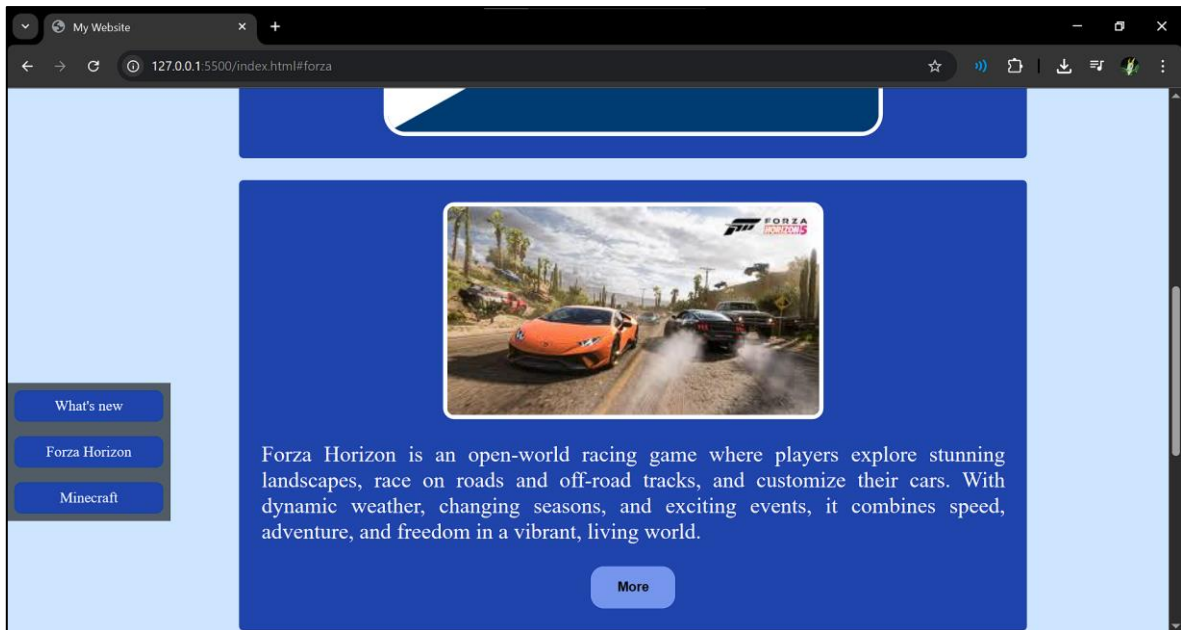 My Website
127.0.0.1:5500/index.html#forza
FORZA
HORIZON5
What's new
Forza Horizon
Minecraft
Forza Horizon is an open-world racing game where players explore stunning
landscapes, race on roads and off-road tracks, and customize their cars. With
dynamic weather, changing seasons, and exciting events, it combines speed,
adventure, and freedom in a vibrant, living world.
More